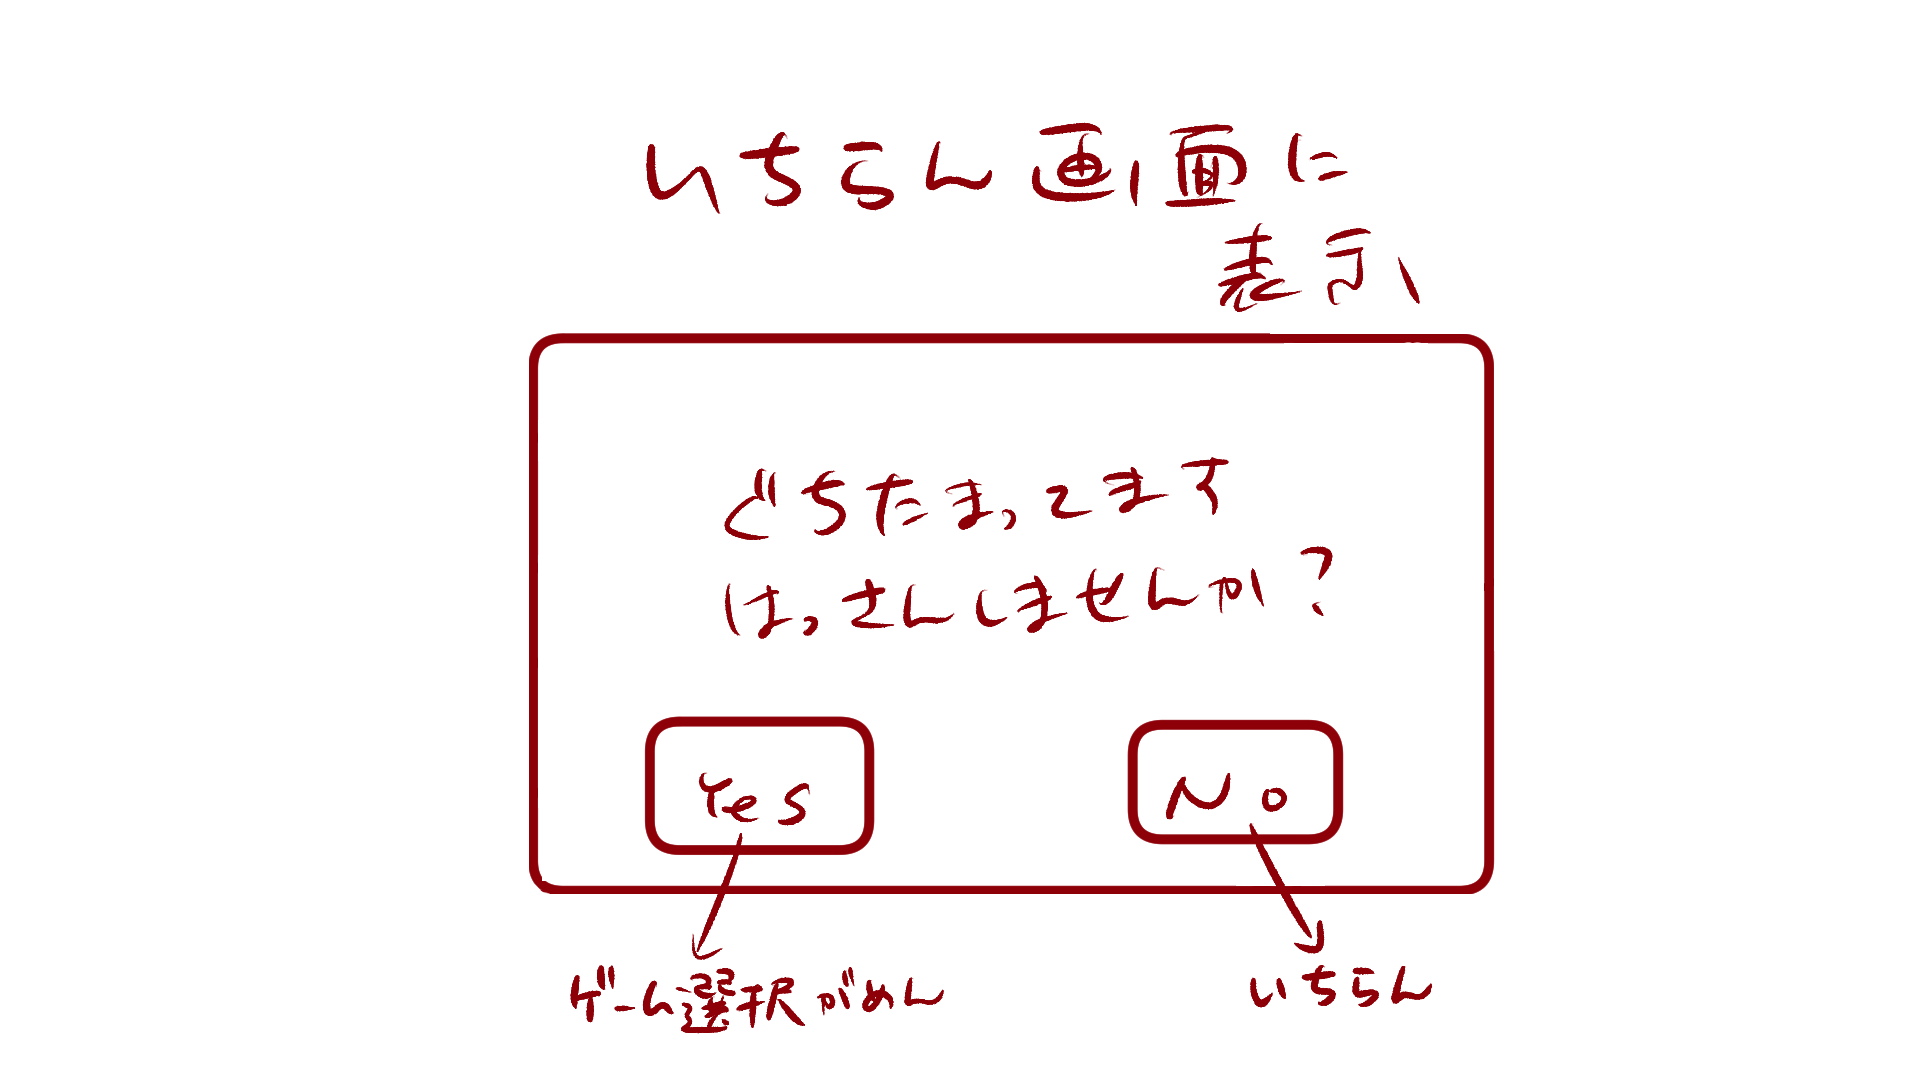 いちらん画面に
表示
ぐちたまってます
はっさんしませんか?
Yes
No
ゲーム選択がめん
いちらん